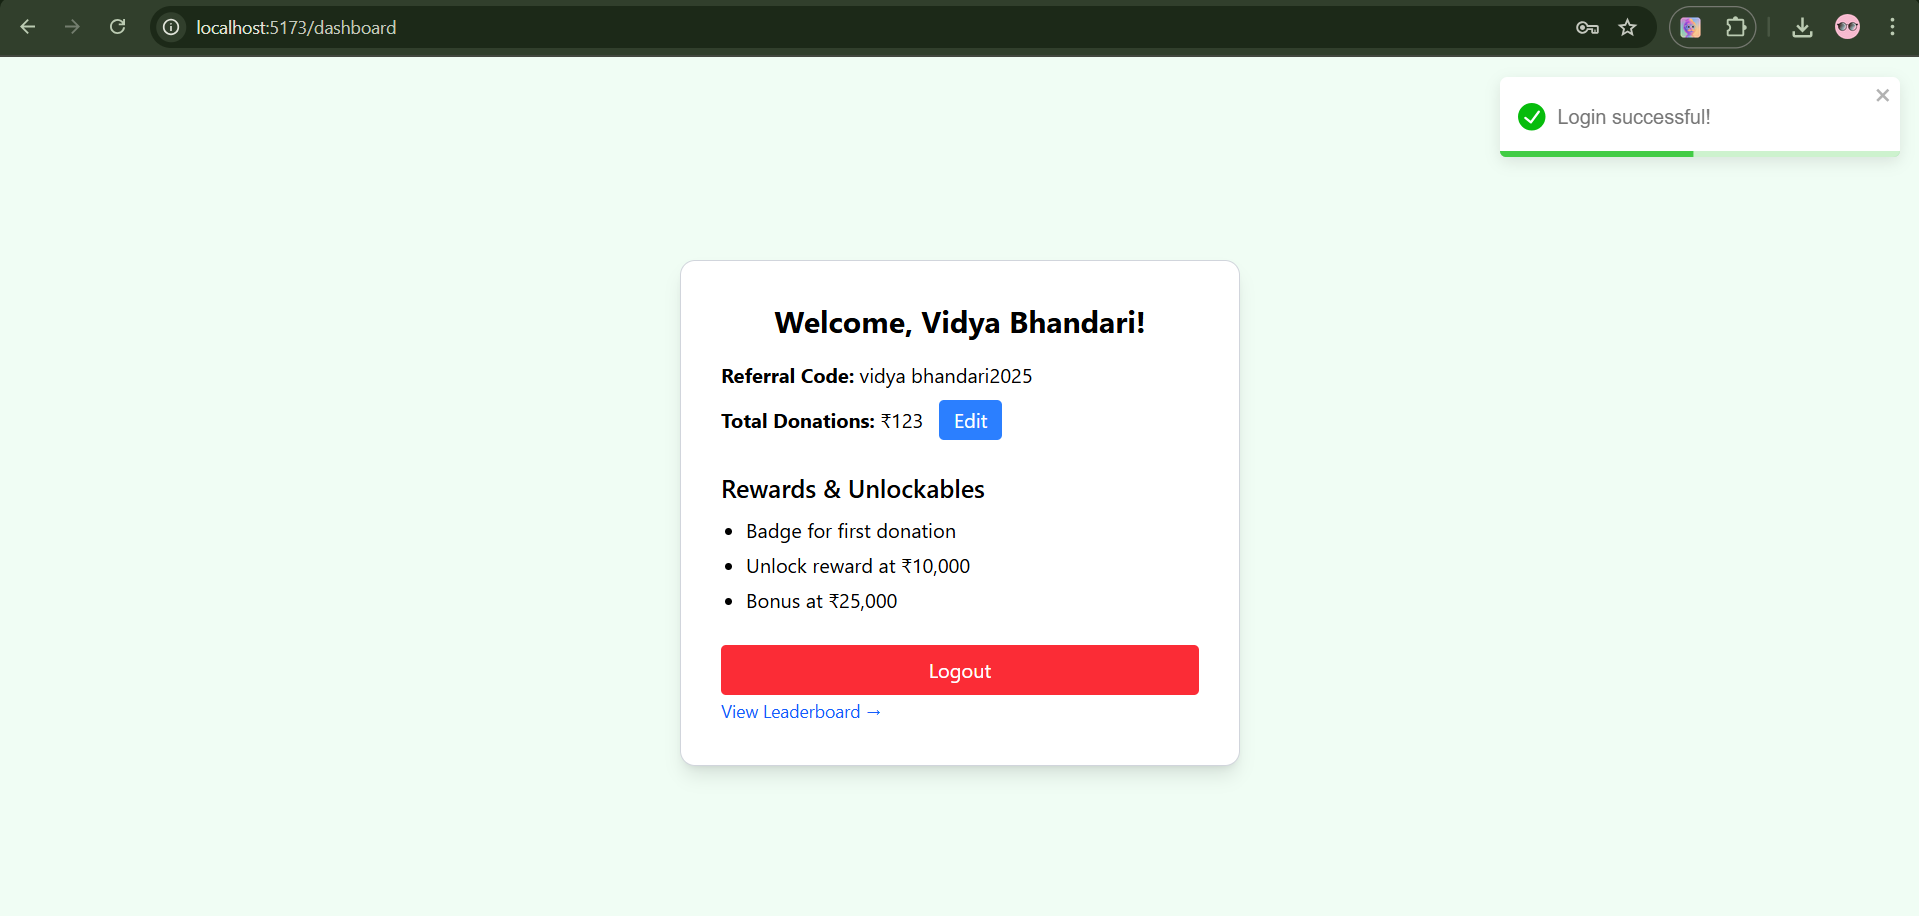 localhost:5173/dashboard
Login successful!
Welcome, Vidya Bhandari!
Referral Code: vidya bhandari2025
Total Donations: ₹123 Edit
Rewards & Unlockables
• Badge for first donation
• Unlock reward at ₹10,000
• Bonus at ₹25,000
Logout
View Leaderboard →